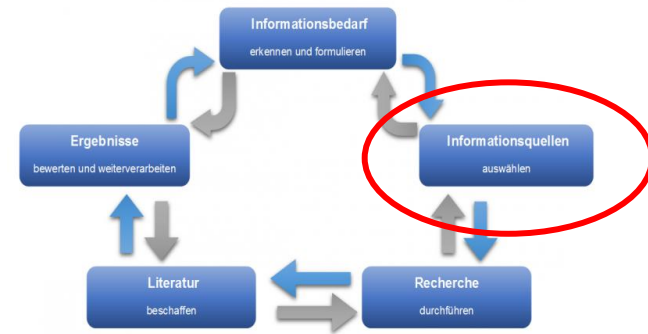 Informationsbedarf
erkennen und formulieren
Ergebnisse
bewerten und weiterverarbeiten
Informationsquellen
auswählen
Literatur
beschaffen
Recherche
durchführen